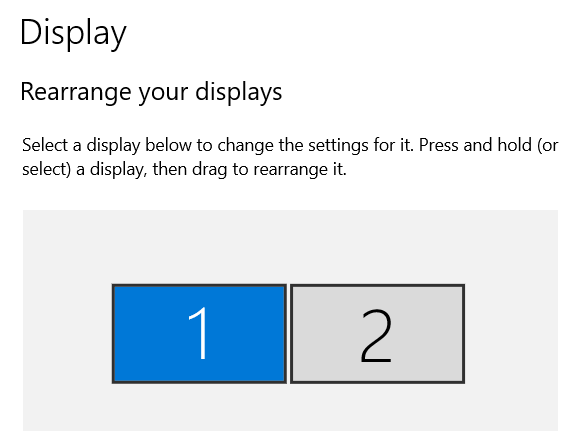 Display
Rearrange your displays
Select a display below to change the settings for it. Press and hold (or
select) a display, then drag to rearrange it.
1 2